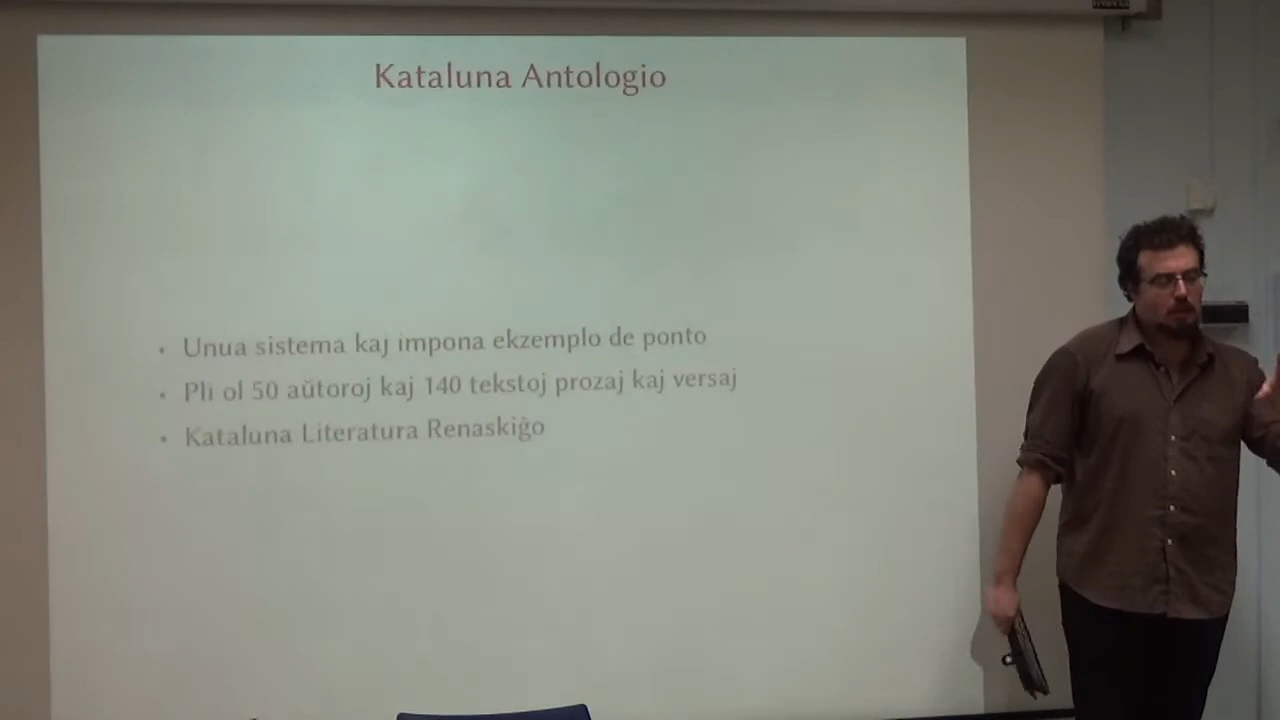 Kataluna Antologio
• Unua sistema kaj impona ekzemplo de ponto
• Pli ol 50 aŭtoroj kaj 140 tekstoj prozaj kaj versaj
• Kataluna Literatura Renaskiĝo